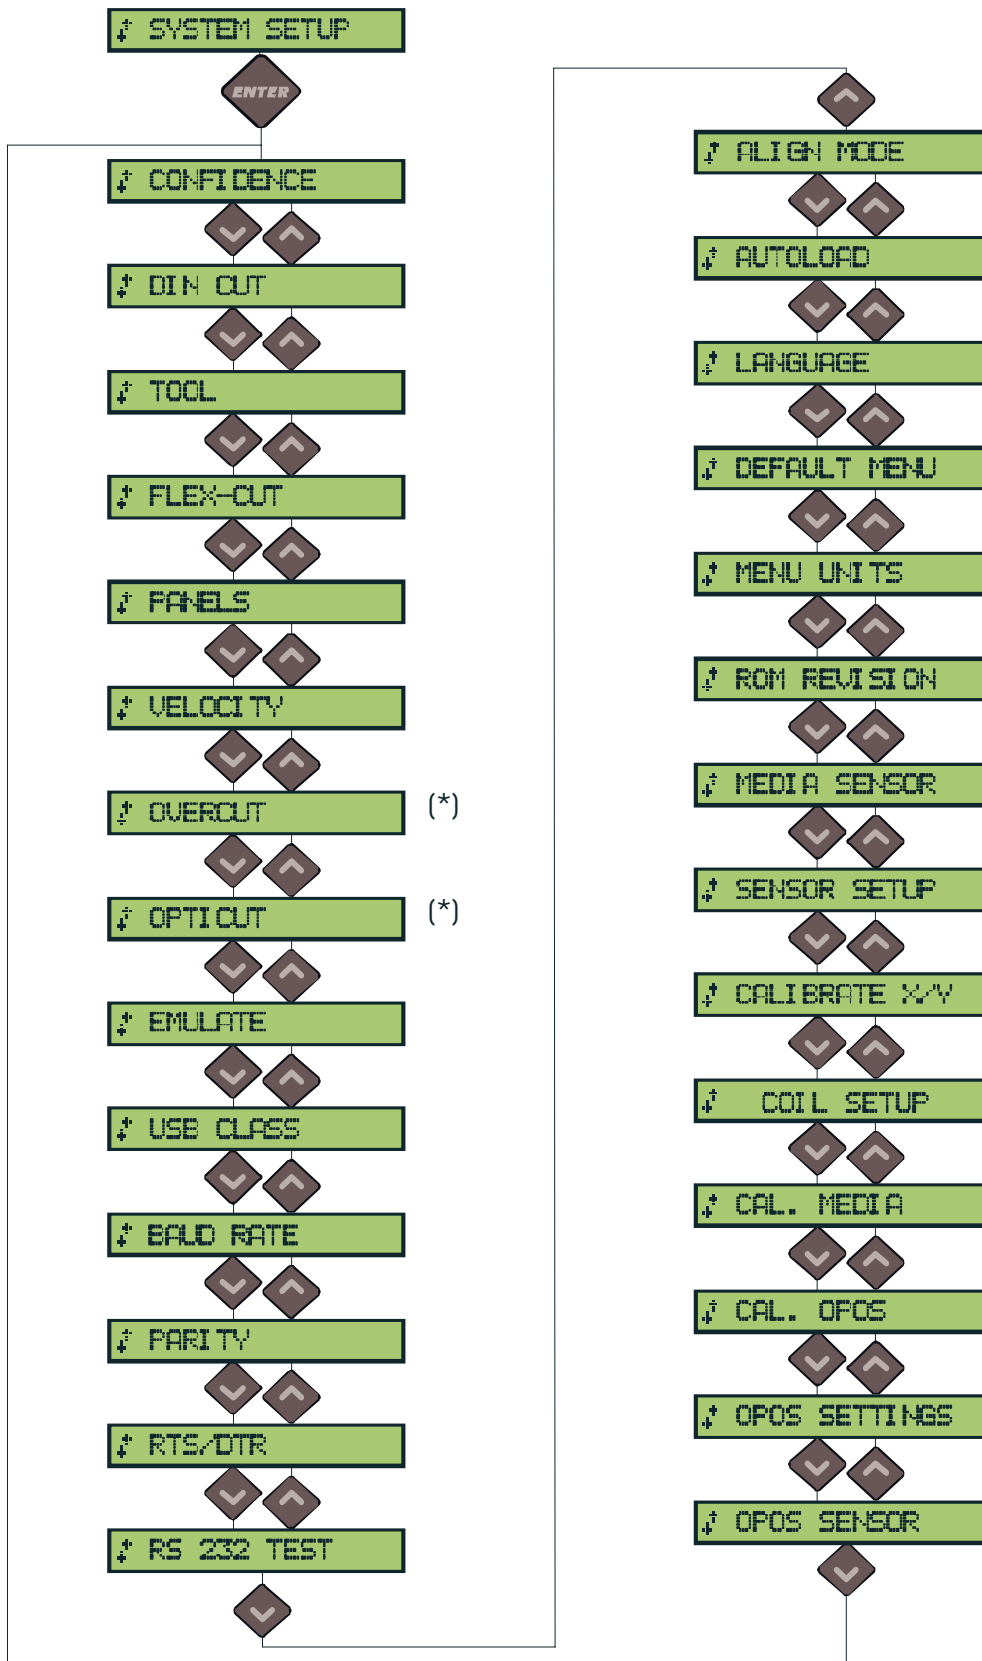 SYSTEM SETUP
ENTER
CONFIDENCE
DIN CUT
TOOL
FLEX-CUT
PANELS
VELOCITY
OVERCUT (*)
OPTICUT (*)
EMULATE
USB CLASS
BAUD RATE
PARITY
RTS/DTR
RS 232 TEST
ALIGN MODE
AUTOLOAD
LANGUAGE
DEFAULT MENU
MENU UNITS
ROM REVISION
MEDIA SENSOR
SENSOR SETUP
CALIBRATE X/Y
COIL SETUP
CAL. MEDIA
CAL. OPOS
OPOS SETTINGS
OPOS SENSOR